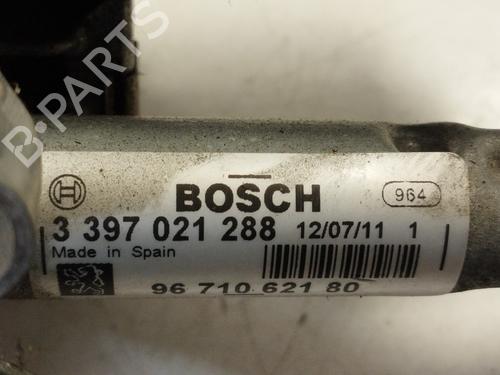 B-PARTS
BOSCH
964
3 397 021 288 12/07/11 1
Made in Spain
96 710 621 80